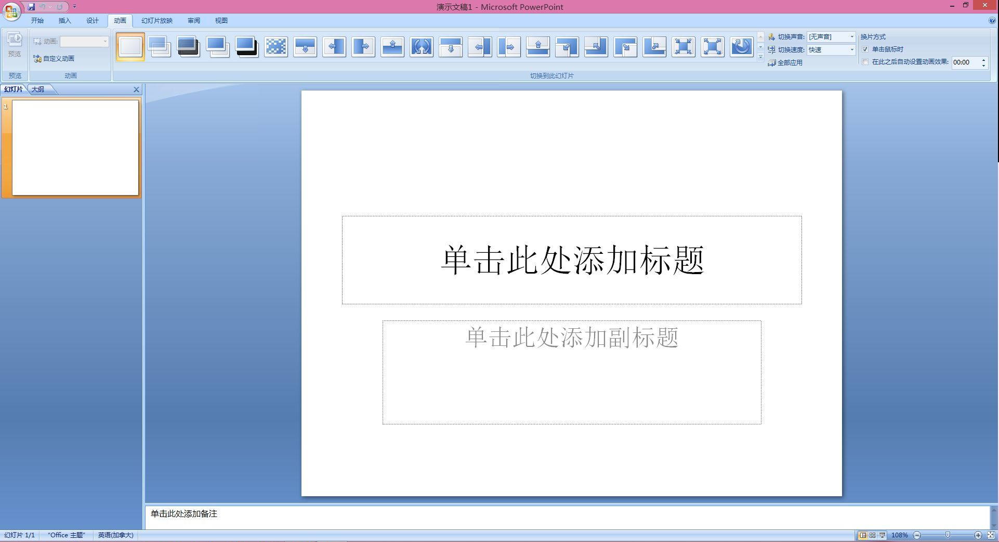 演示文稿1 - Microsoft PowerPoint
开始 插入 设计 动画 幻灯片放映 审阅 视图
预览
动画:
自定义动画
切换声音: [无声音]
切换速度: 快速
全部应用
换片方式
单击鼠标时
在此之后自动设置动画效果: 00:00
预览 动画 切换到此幻灯片
幻灯片 大纲
1
单击此处添加标题
单击此处添加副标题
单击此处添加备注
幻灯片 1/1 "Office 主题" 英语(加拿大) 108%